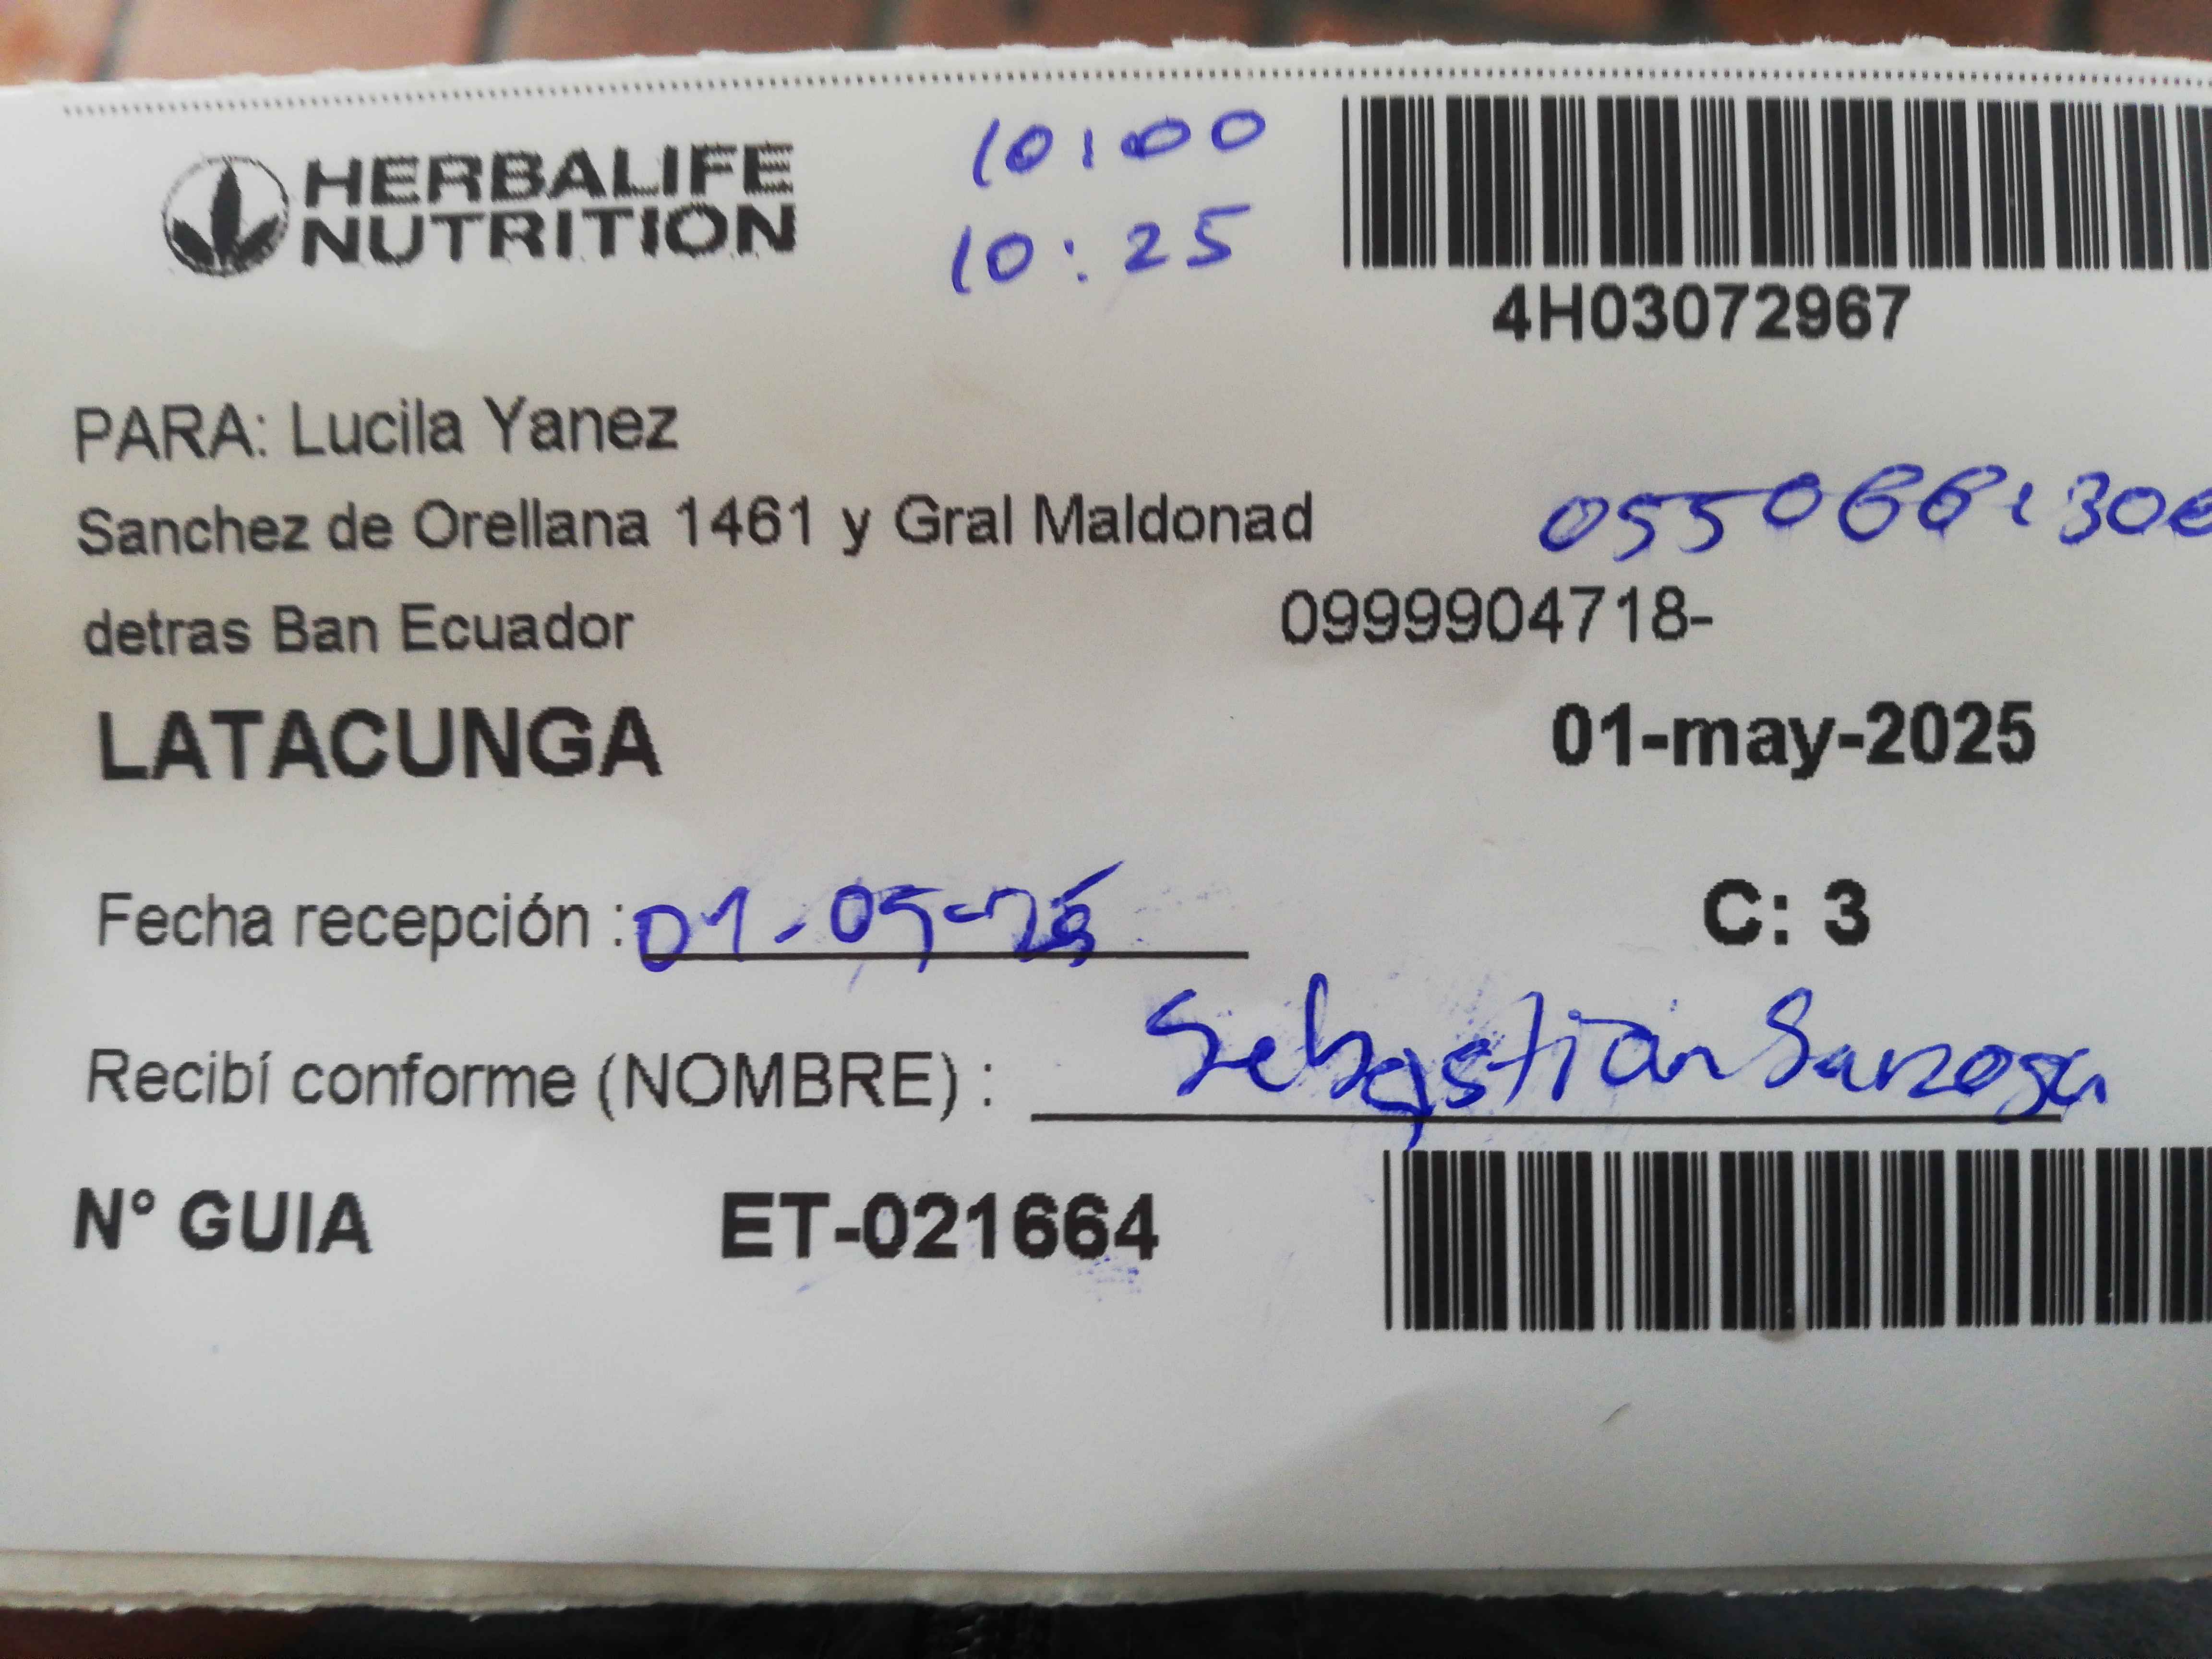 HERBALIFE
NUTRITION
10:00
10:25
4H03072967
PARA: Lucila Yanez
Sanchez de Orellana 1461 y Gral Maldonad
detras Ban Ecuador
0999904718-
LATACUNGA
01-may-2025
Fecha recepción : 01-05-25
C: 3
Recibí conforme (NOMBRE) : Sebastian
N° GUIA ET-021664